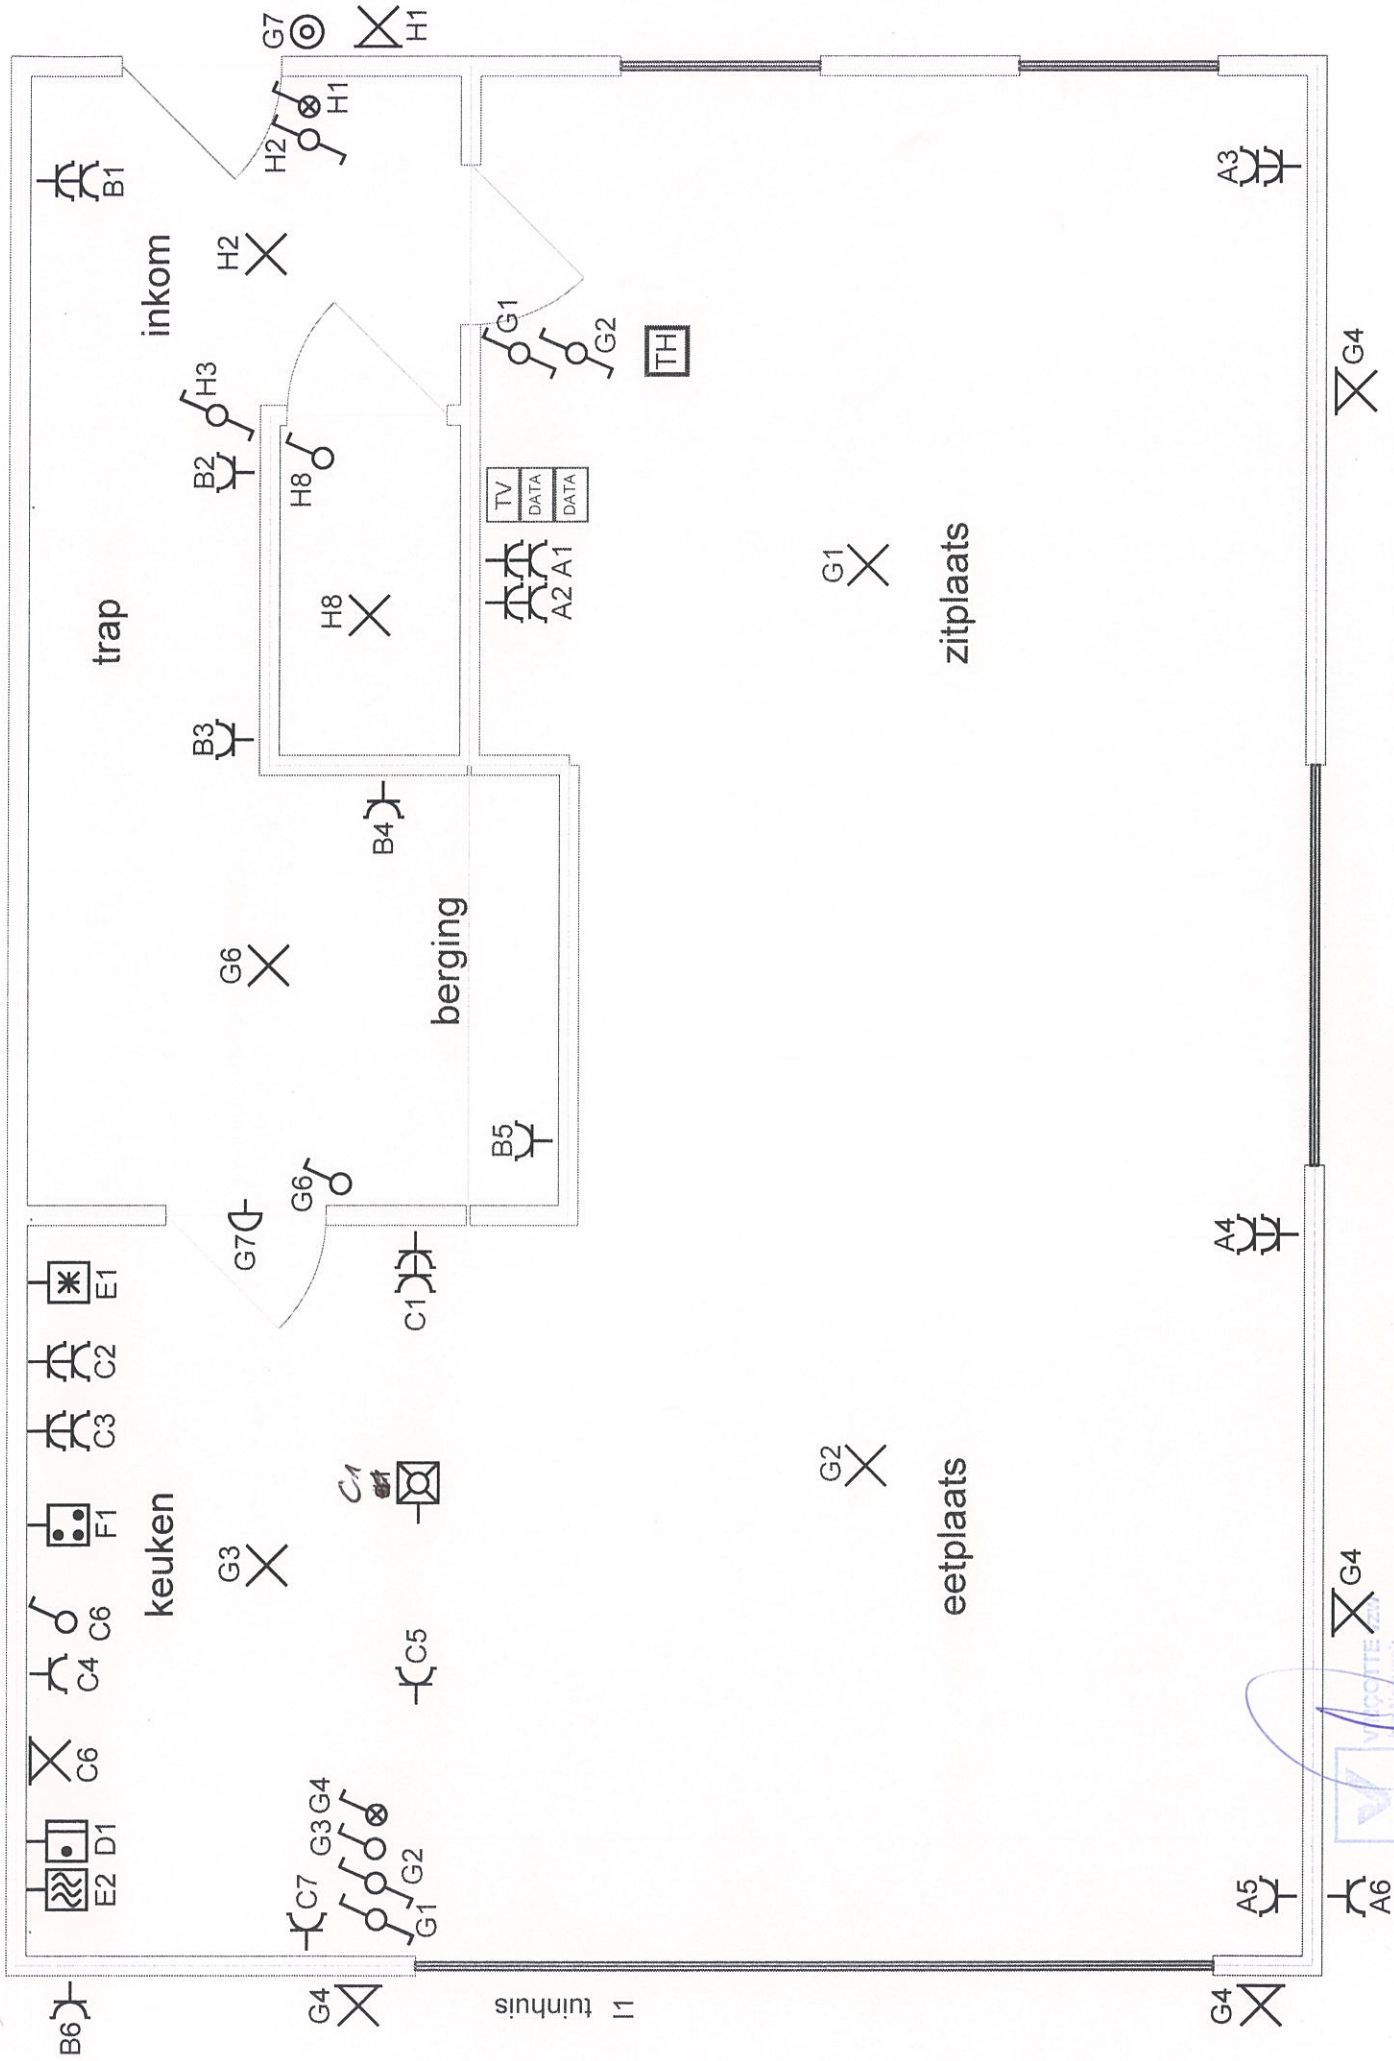 B6
E2
D1
C6
C4
C6
F1
C3
C2
E1
keuken
trap
inkom
B1
C7
G1
G2
G3
G4
G3
C1
C5
C1
G7
G6
G6
B3
B2
H3
H2
H2
H1
G7
H1
B4
H8
H8
berging
B5
G4
I1
tuinhuis
A2
A1
TV
DATA
DATA
G1
G2
TH
G2
G1
eetplaats
zitplaats
G4
A5
A4
A3
A6
G4
G4
VINÇOTTE vzw